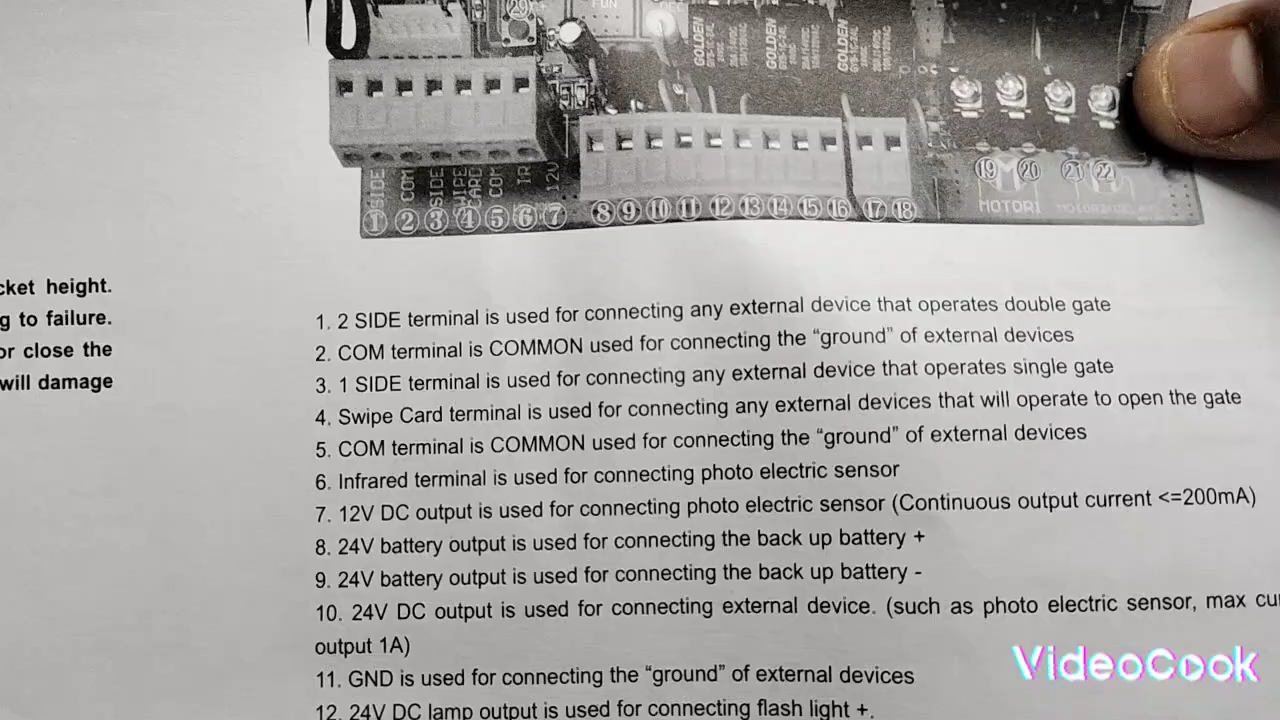 29
FUN
GOLDEN
GOLDEN
GOLDEN
SIDE COM SIDE SWIPE CARD COM IR 12V
1 2 3 4 5 6 7 8 9 10 11 12 13 14 15 16 17 18
19 20 21 22
MOTOR1
cket height.
g to failure.
or close the
will damage
1. 2 SIDE terminal is used for connecting any external device that operates double gate
2. COM terminal is COMMON used for connecting the “ground” of external devices
3. 1 SIDE terminal is used for connecting any external device that operates single gate
4. Swipe Card terminal is used for connecting any external devices that will operate to open the gate
5. COM terminal is COMMON used for connecting the “ground” of external devices
6. Infrared terminal is used for connecting photo electric sensor
7. 12V DC output is used for connecting photo electric sensor (Continuous output current <=200mA)
8. 24V battery output is used for connecting the back up battery +
9. 24V battery output is used for connecting the back up battery -
10. 24V DC output is used for connecting external device. (such as photo electric sensor, max cu
output 1A)
11. GND is used for connecting the “ground” of external devices
12. 24V DC lamp output is used for connecting flash light +.
VideoCook